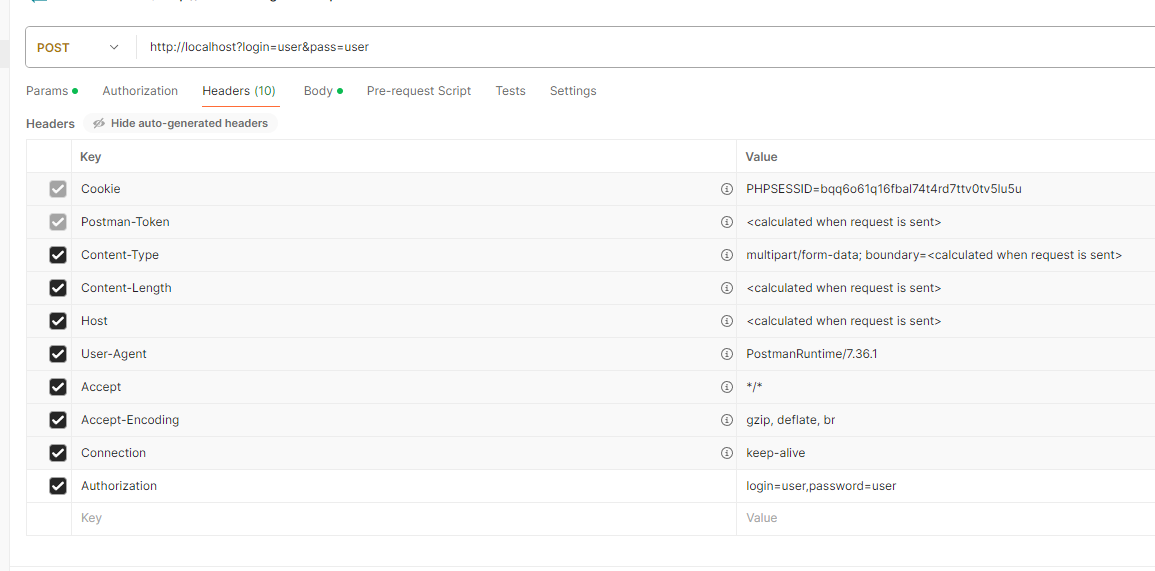 POST http://localhost?login=user&pass=user
Params Authorization Headers (10) Body Pre-request Script Tests Settings
Headers Hide auto-generated headers
Key Value
Cookie PHPSESSID=bqq6o61q16fbal74t4rd7ttv0tv5lu5u
Postman-Token <calculated when request is sent>
Content-Type multipart/form-data; boundary=<calculated when request is sent>
Content-Length <calculated when request is sent>
Host <calculated when request is sent>
User-Agent PostmanRuntime/7.36.1
Accept */*
Accept-Encoding gzip, deflate, br
Connection keep-alive
Authorization login=user,password=user
Key Value